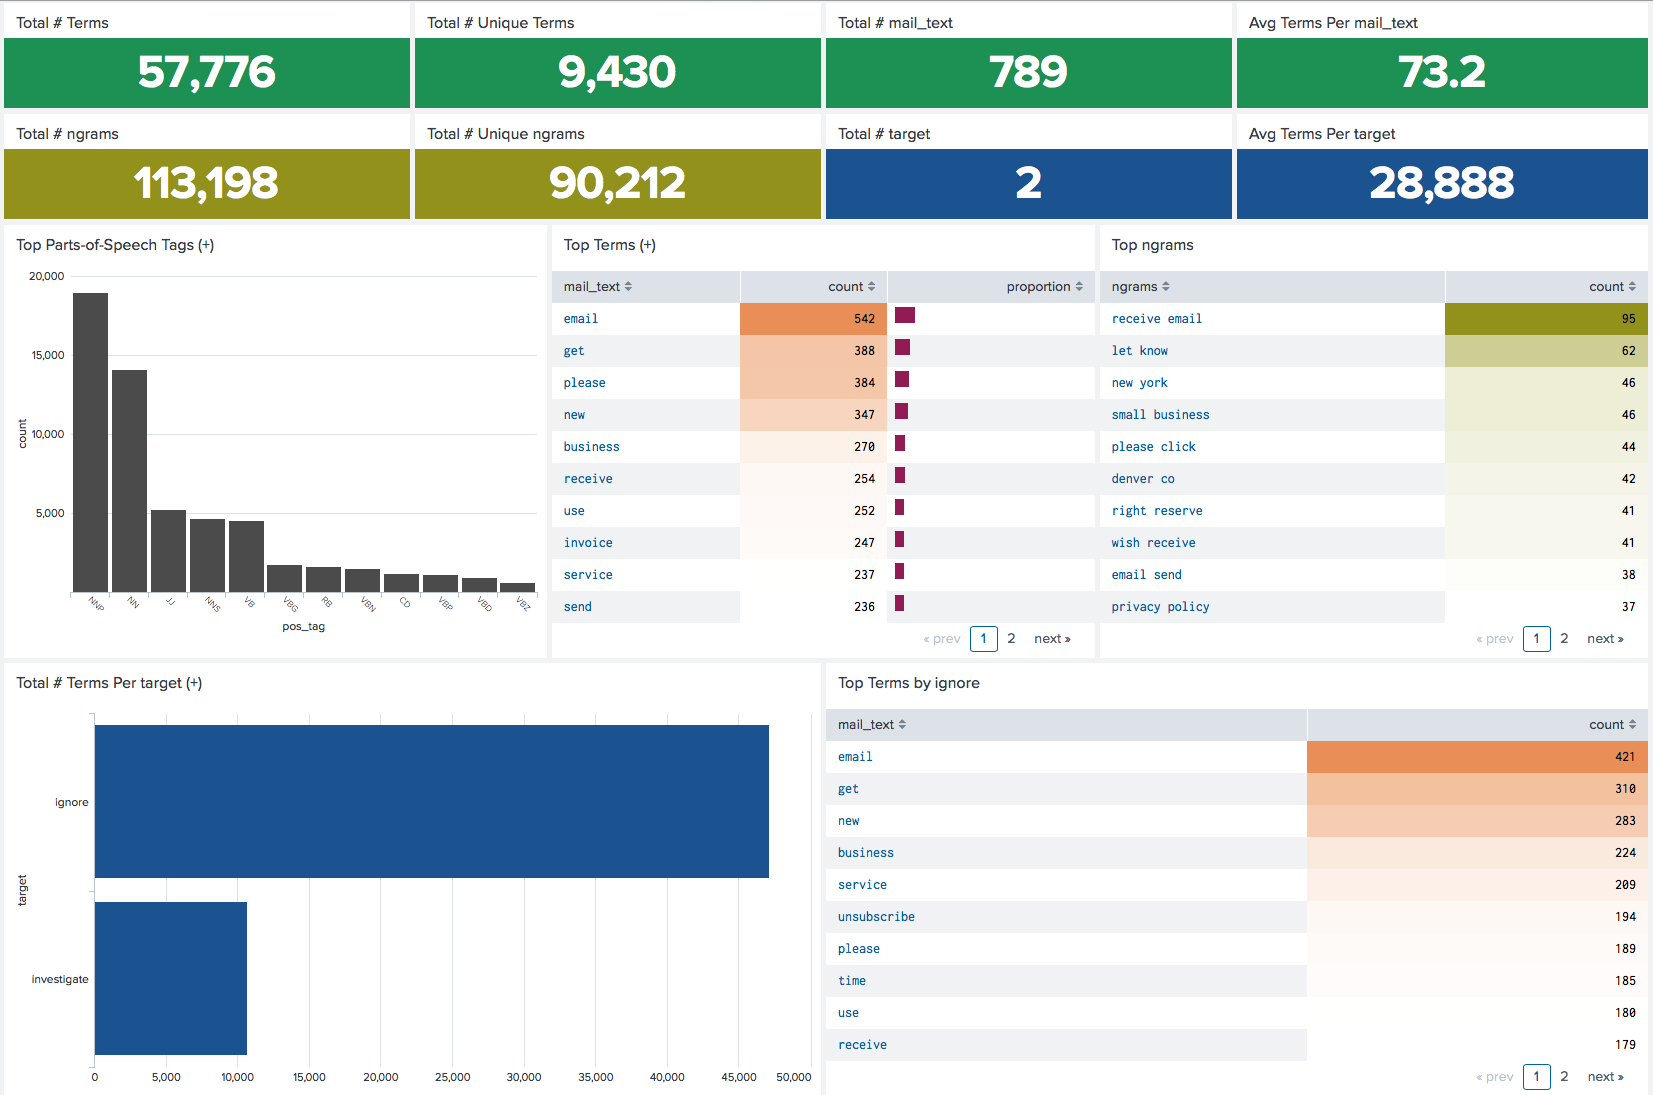 Total # Terms
57,776
Total # Unique Terms
9,430
Total # mail_text
789
Avg Terms Per mail_text
73.2
Total # ngrams
113,198
Total # Unique ngrams
90,212
Total # target
2
Avg Terms Per target
28,888
Top Parts-of-Speech Tags (+)
20,000
15,000
10,000
5,000
count
NNP
NN
JJ
NNS
VB
VBG
RB
VBN
CD
VBP
VBD
VBZ
pos_tag
Top Terms (+)
mail_text count proportion
email 542
get 388
please 384
new 347
business 270
receive 254
use 252
invoice 247
service 237
send 236
« prev 1 2 next »
Top ngrams
ngrams count
receive email 95
let know 62
new york 46
small business 46
please click 44
denver co 42
right reserve 41
wish receive 41
email send 38
privacy policy 37
« prev 1 2 next »
Total # Terms Per target (+)
target
ignore
investigate
0 5,000 10,000 15,000 20,000 25,000 30,000 35,000 40,000 45,000 50,000
Top Terms by ignore
mail_text count
email 421
get 310
new 283
business 224
service 209
unsubscribe 194
please 189
time 185
use 180
receive 179
« prev 1 2 next »